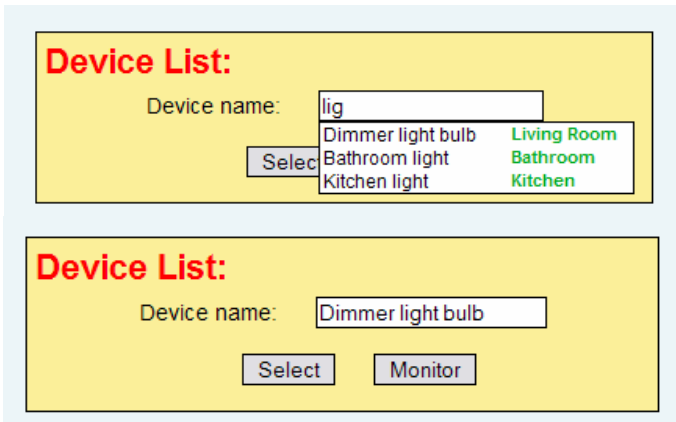 Device List:
Device name: lig
Dimmer light bulb Living Room
Selec Bathroom light Bathroom
Kitchen light Kitchen
Device List:
Device name: Dimmer light bulb
Select Monitor